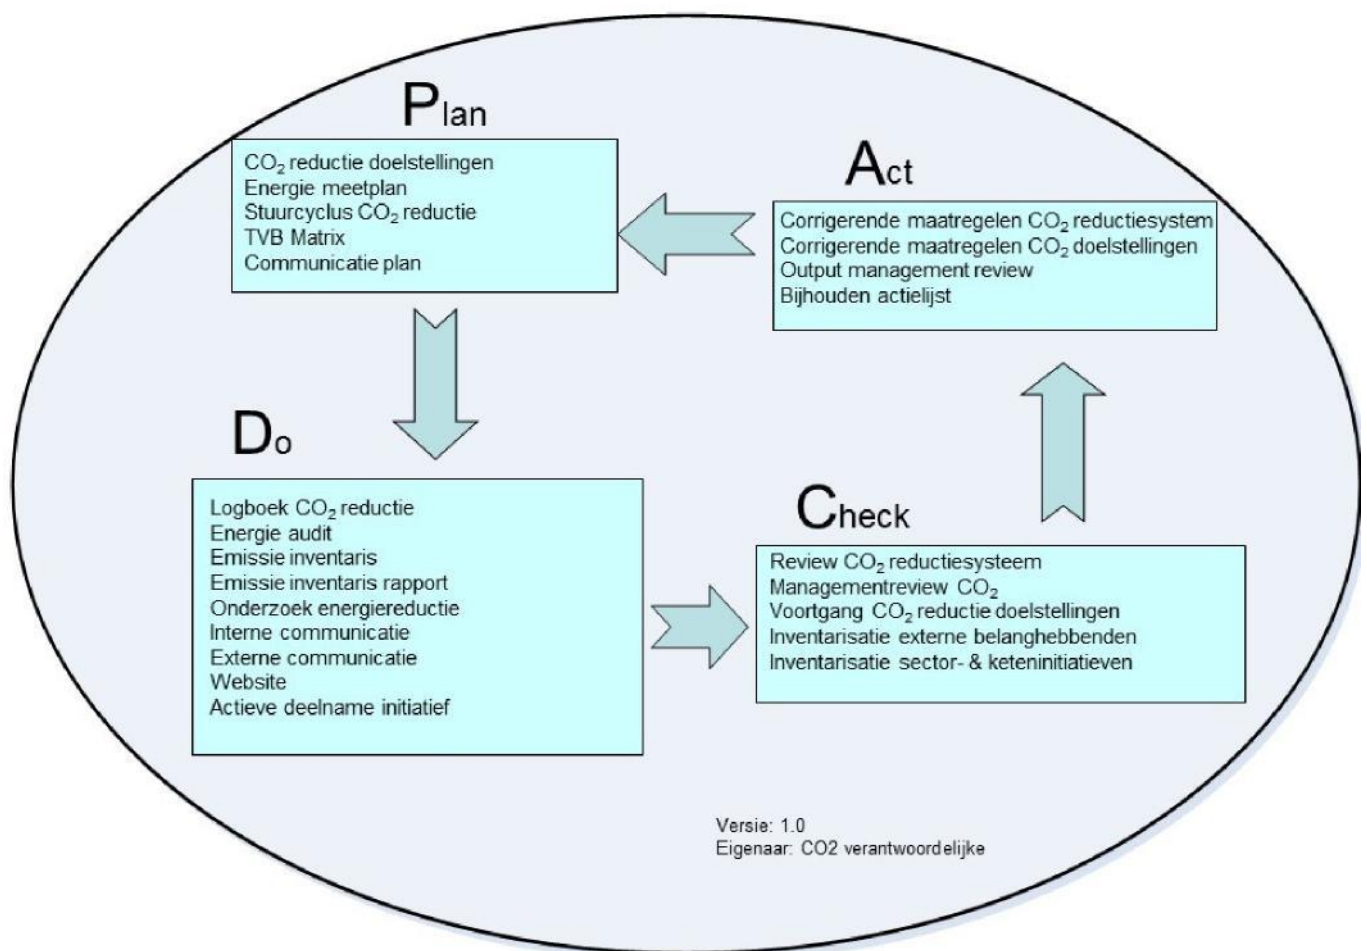 Plan
CO₂ reductie doelstellingen
Energie meetplan
Stuurcyclus CO₂ reductie
TVB Matrix
Communicatie plan
Act
Corrigerende maatregelen CO₂ reductiesystem
Corrigerende maatregelen CO₂ doelstellingen
Output management review
Bijhouden actielijst
Do
Logboek CO₂ reductie
Energie audit
Emissie inventaris
Emissie inventaris rapport
Onderzoek energiereductie
Interne communicatie
Externe communicatie
Website
Actieve deelname initiatief
Check
Review CO₂ reductiesysteem
Managementreview CO₂
Voortgang CO₂ reductie doelstellingen
Inventarisatie externe belanghebbenden
Inventarisatie sector- & keteninitiatieven
Versie: 1.0
Eigenaar: CO2 verantwoordelijke